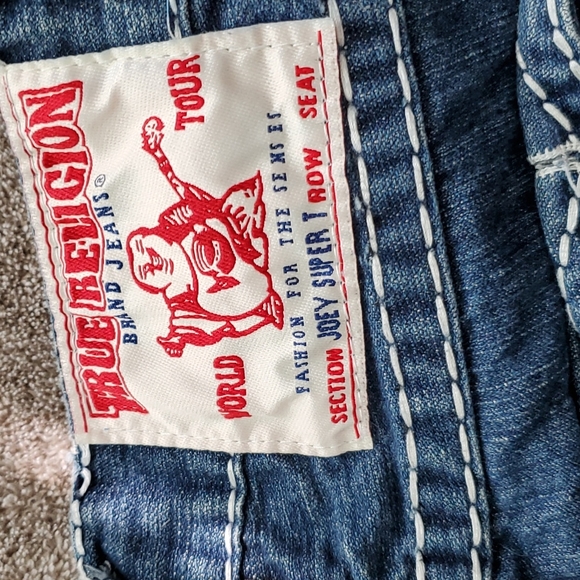 TRUE RELIGION
BRAND JEANS®
WORLD TOUR
FASHION FOR THE SENSES
SECTION JOEY SUPER T ROW SEAT